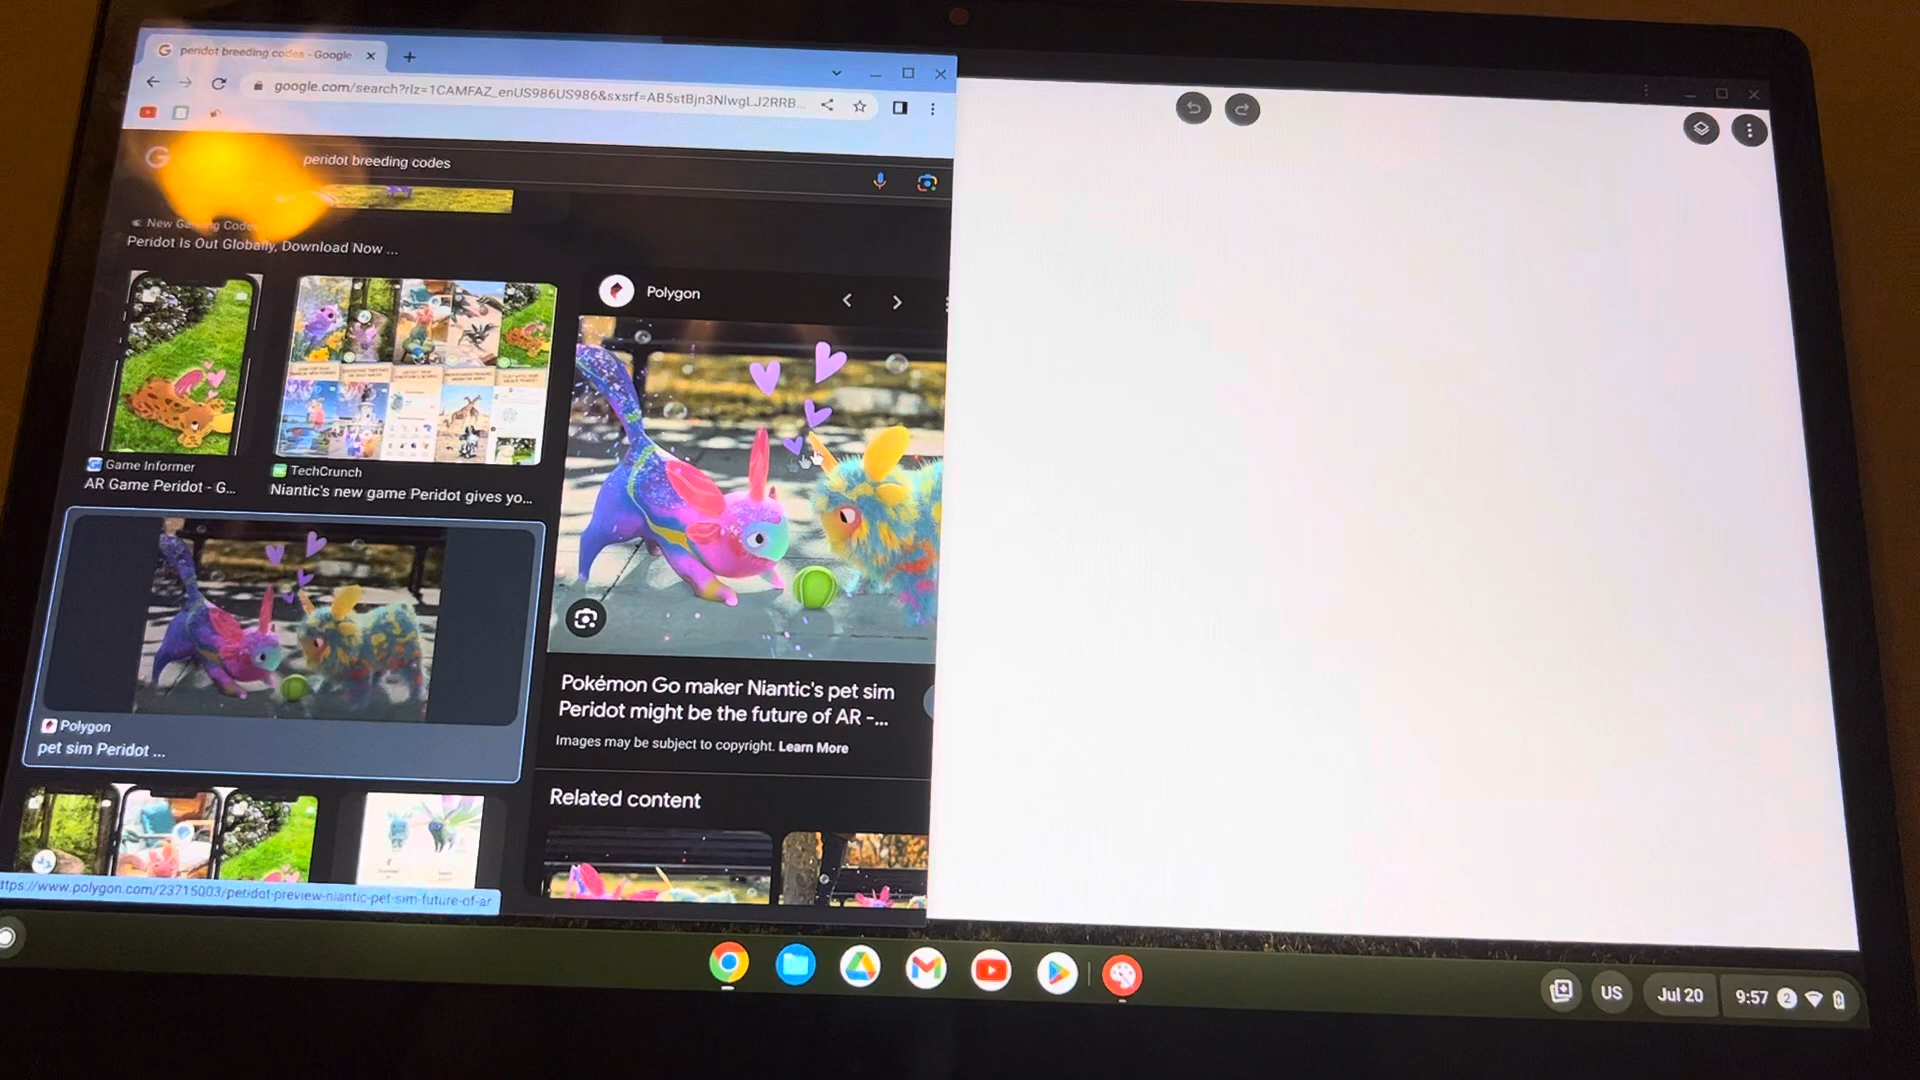 peridot breeding codes - Google
google.com/search?rlz=1CAMFAZ_enUS986US986&sxsrf=AB5stBjn3NlwgLJ2RRB...
peridot breeding codes
New Gaming Codes
Peridot Is Out Globally, Download Now ...
Game Informer
AR Game Peridot - G...
TechCrunch
Niantic's new game Peridot gives yo...
Polygon
Pokémon Go maker Niantic's pet sim
Peridot might be the future of AR -...
Images may be subject to copyright. Learn More
Related content
Polygon
pet sim Peridot ...
ttps://www.polygon.com/23715003/peridot-preview-niantic-pet-sim-future-of-ar
US
Jul 20
9:57
2